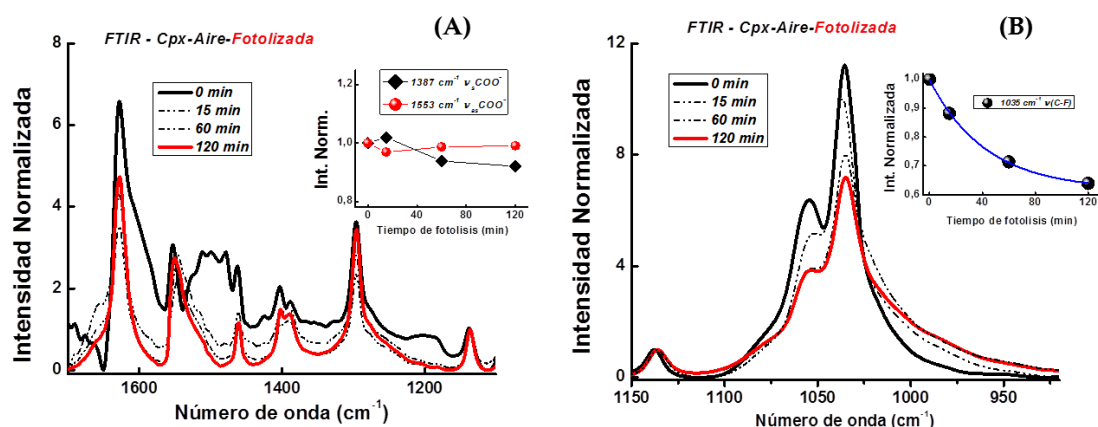 FTIR - Cpx-Aire-Fotolizada
(A)
Intensidad Normalizada
8
6
4
2
0
0 min
15 min
60 min
120 min
1600
1400
1200
Número de onda (cm⁻¹)
Int. Norm.
1,2
1,0
0,8
1387 cm⁻¹ νsCOO⁻
1553 cm⁻¹ νasCOO⁻
0
20
40
60
80
100
120
Tiempo de fotolisis (min)
FTIR - Cpx-Aire-Fotolizada
(B)
Intensidad Normalizada
12
8
4
0
0 min
15 min
60 min
120 min
1150
1100
1050
1000
950
Número de onda (cm⁻¹)
Int. Normalizada
1,0
0,9
0,8
0,7
0,6
1035 cm⁻¹ ν(C-F)
0
20
40
60
80
100
120
Tiempo de fotolisis (min)